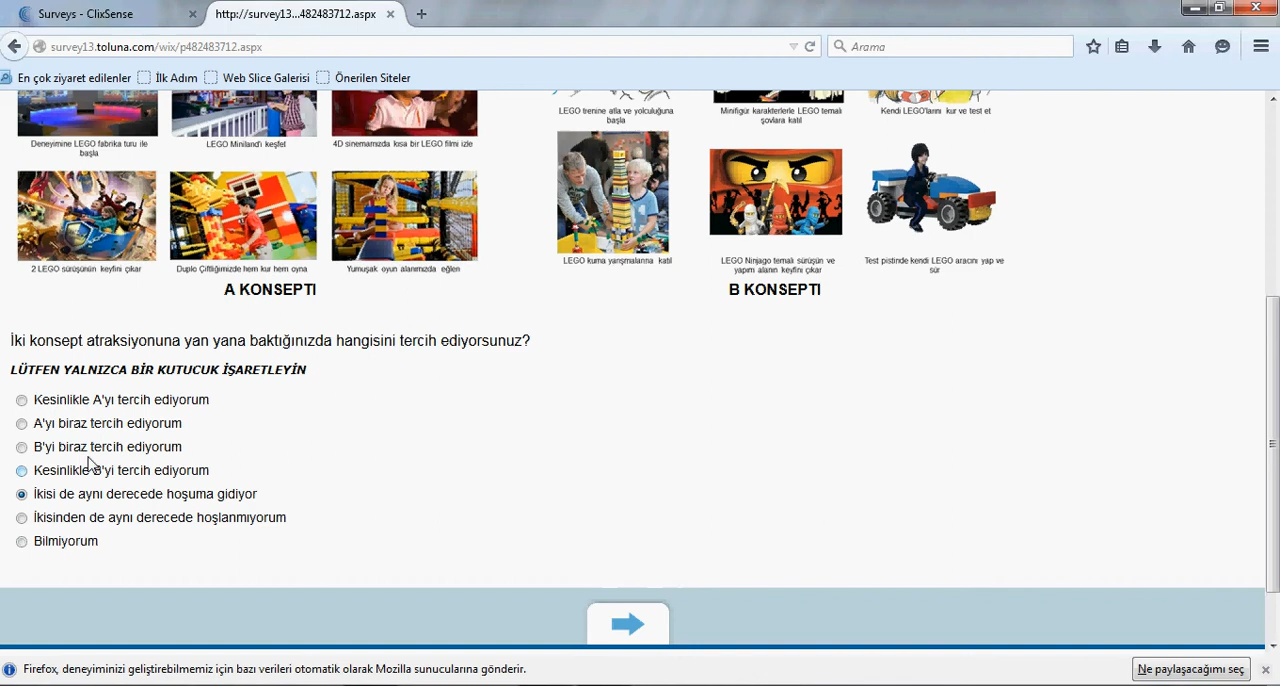 Surveys - ClixSense
http://survey13...482483712.aspx
survey13.toluna.com/wix/p482483712.aspx
Arama
En çok ziyaret edilenler
İlk Adım
Web Slice Galerisi
Önerilen Siteler
Deneyimine LEGO fabrika turu ile
başla
LEGO Miniland'i keşfet
4D sinemamızda kısa bir LEGO filmi izle
LEGO trenine atla ve yolculuğuna
başla
Minifigür karakterlerle LEGO temalı
şovlara katıl
Kendi LEGO'larını kur ve test et
2 LEGO sürüşünün keyfini çıkar
Duplo Çiftliğimizde hem kur hem oyna
Yumuşak oyun alanımızda eğlen
LEGO kurma yarışmalarına katıl
LEGO Ninjago temalı sürüşün ve
yapım alanın keyfini çıkar
Test pistinde kendi LEGO aracını yap ve
sür
A KONSEPTI
B KONSEPTI
İki konsept atraksiyonuna yan yana baktığınızda hangisini tercih ediyorsunuz?
LÜTFEN YALNIZCA BİR KUTUCUK İŞARETLEYİN
Kesinlikle A'yı tercih ediyorum
A'yı biraz tercih ediyorum
B'yi biraz tercih ediyorum
Kesinlikle B'yi tercih ediyorum
İkisi de aynı derecede hoşuma gidiyor
İkisinden de aynı derecede hoşlanmıyorum
Bilmiyorum
Firefox, deneyiminizi geliştirebilmemiz için bazı verileri otomatik olarak Mozilla sunucularına gönderir.
Ne paylaşacağımı seç